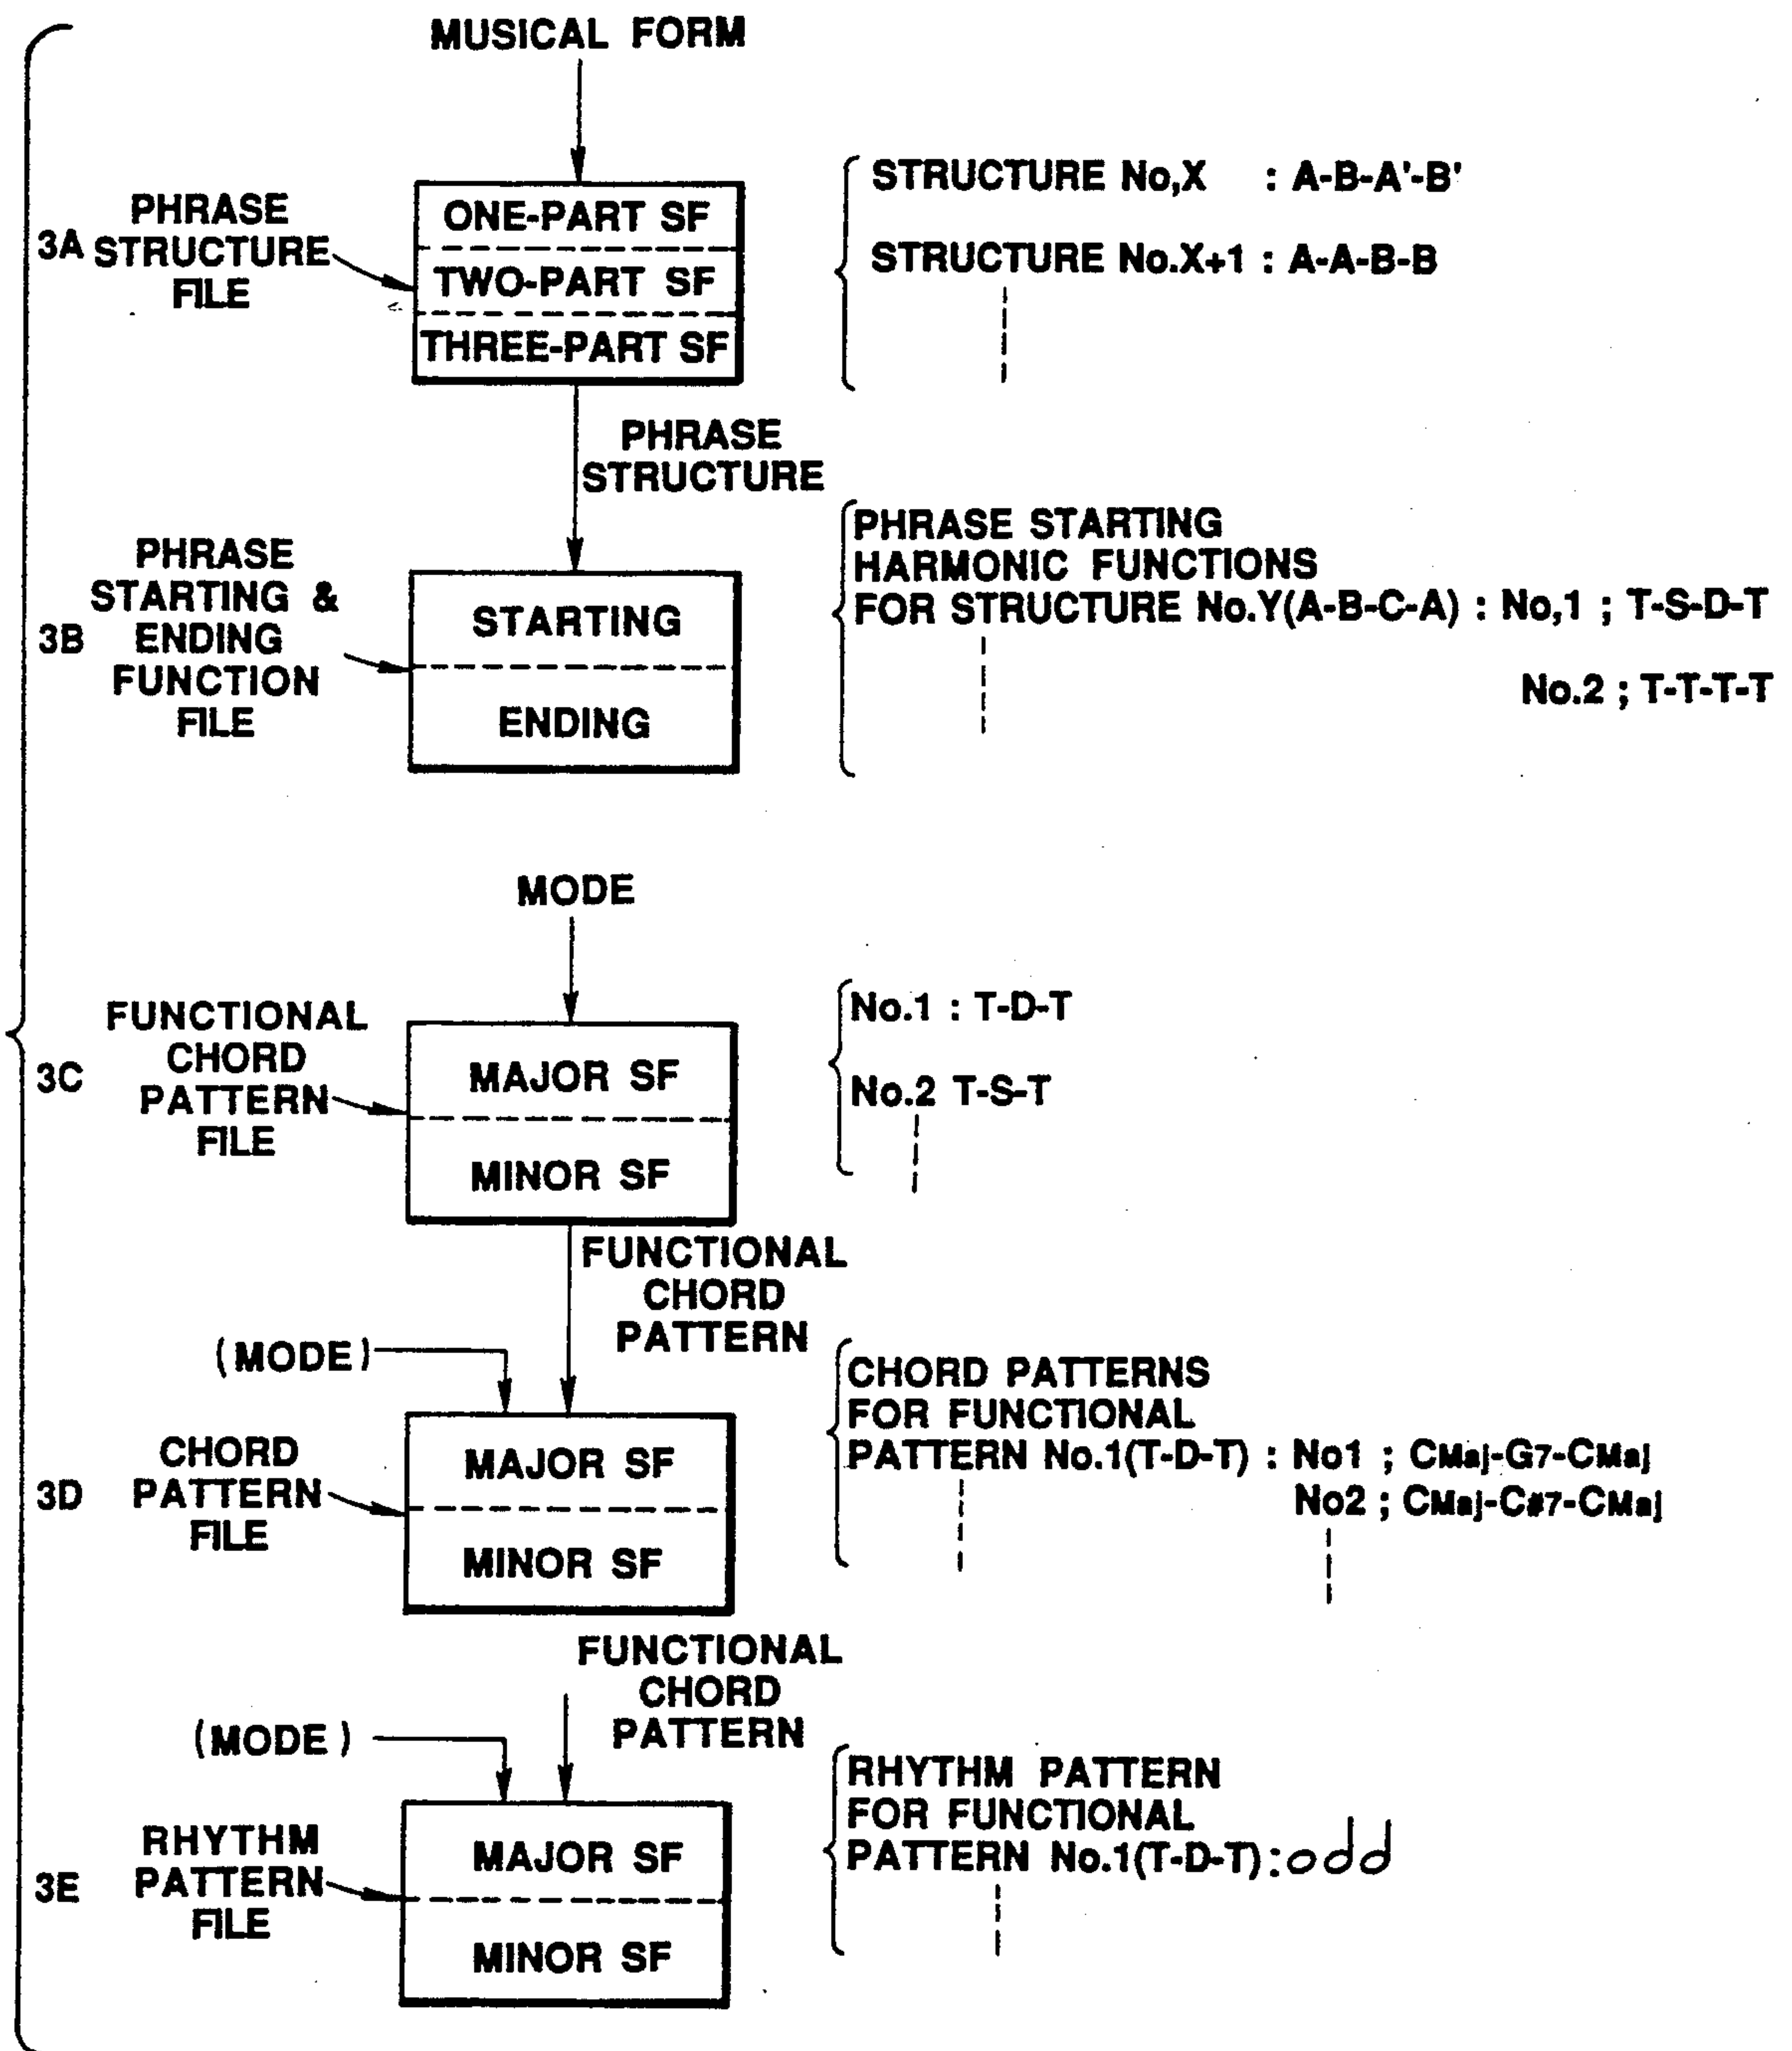 MUSICAL FORM
3A
PHRASE
STRUCTURE
FILE
ONE-PART SF
TWO-PART SF
THREE-PART SF
STRUCTURE No,X : A-B-A'-B'
STRUCTURE No.X+1 : A-A-B-B
PHRASE
STRUCTURE
3B
PHRASE
STARTING &
ENDING
FUNCTION
FILE
STARTING
ENDING
PHRASE STARTING
HARMONIC FUNCTIONS
FOR STRUCTURE No.Y(A-B-C-A) : No,1 ; T-S-D-T
No.2 ; T-T-T-T
MODE
3C
FUNCTIONAL
CHORD
PATTERN
FILE
MAJOR SF
MINOR SF
No.1 : T-D-T
No.2 T-S-T
FUNCTIONAL
CHORD
PATTERN
(MODE)
3D
CHORD
PATTERN
FILE
MAJOR SF
MINOR SF
CHORD PATTERNS
FOR FUNCTIONAL
PATTERN No.1(T-D-T) : No1 ; CMaj-G7-CMaj
No2 ; CMaj-C#7-CMaj
FUNCTIONAL
CHORD
PATTERN
(MODE)
3E
RHYTHM
PATTERN
FILE
MAJOR SF
MINOR SF
RHYTHM PATTERN
FOR FUNCTIONAL
PATTERN No.1(T-D-T):